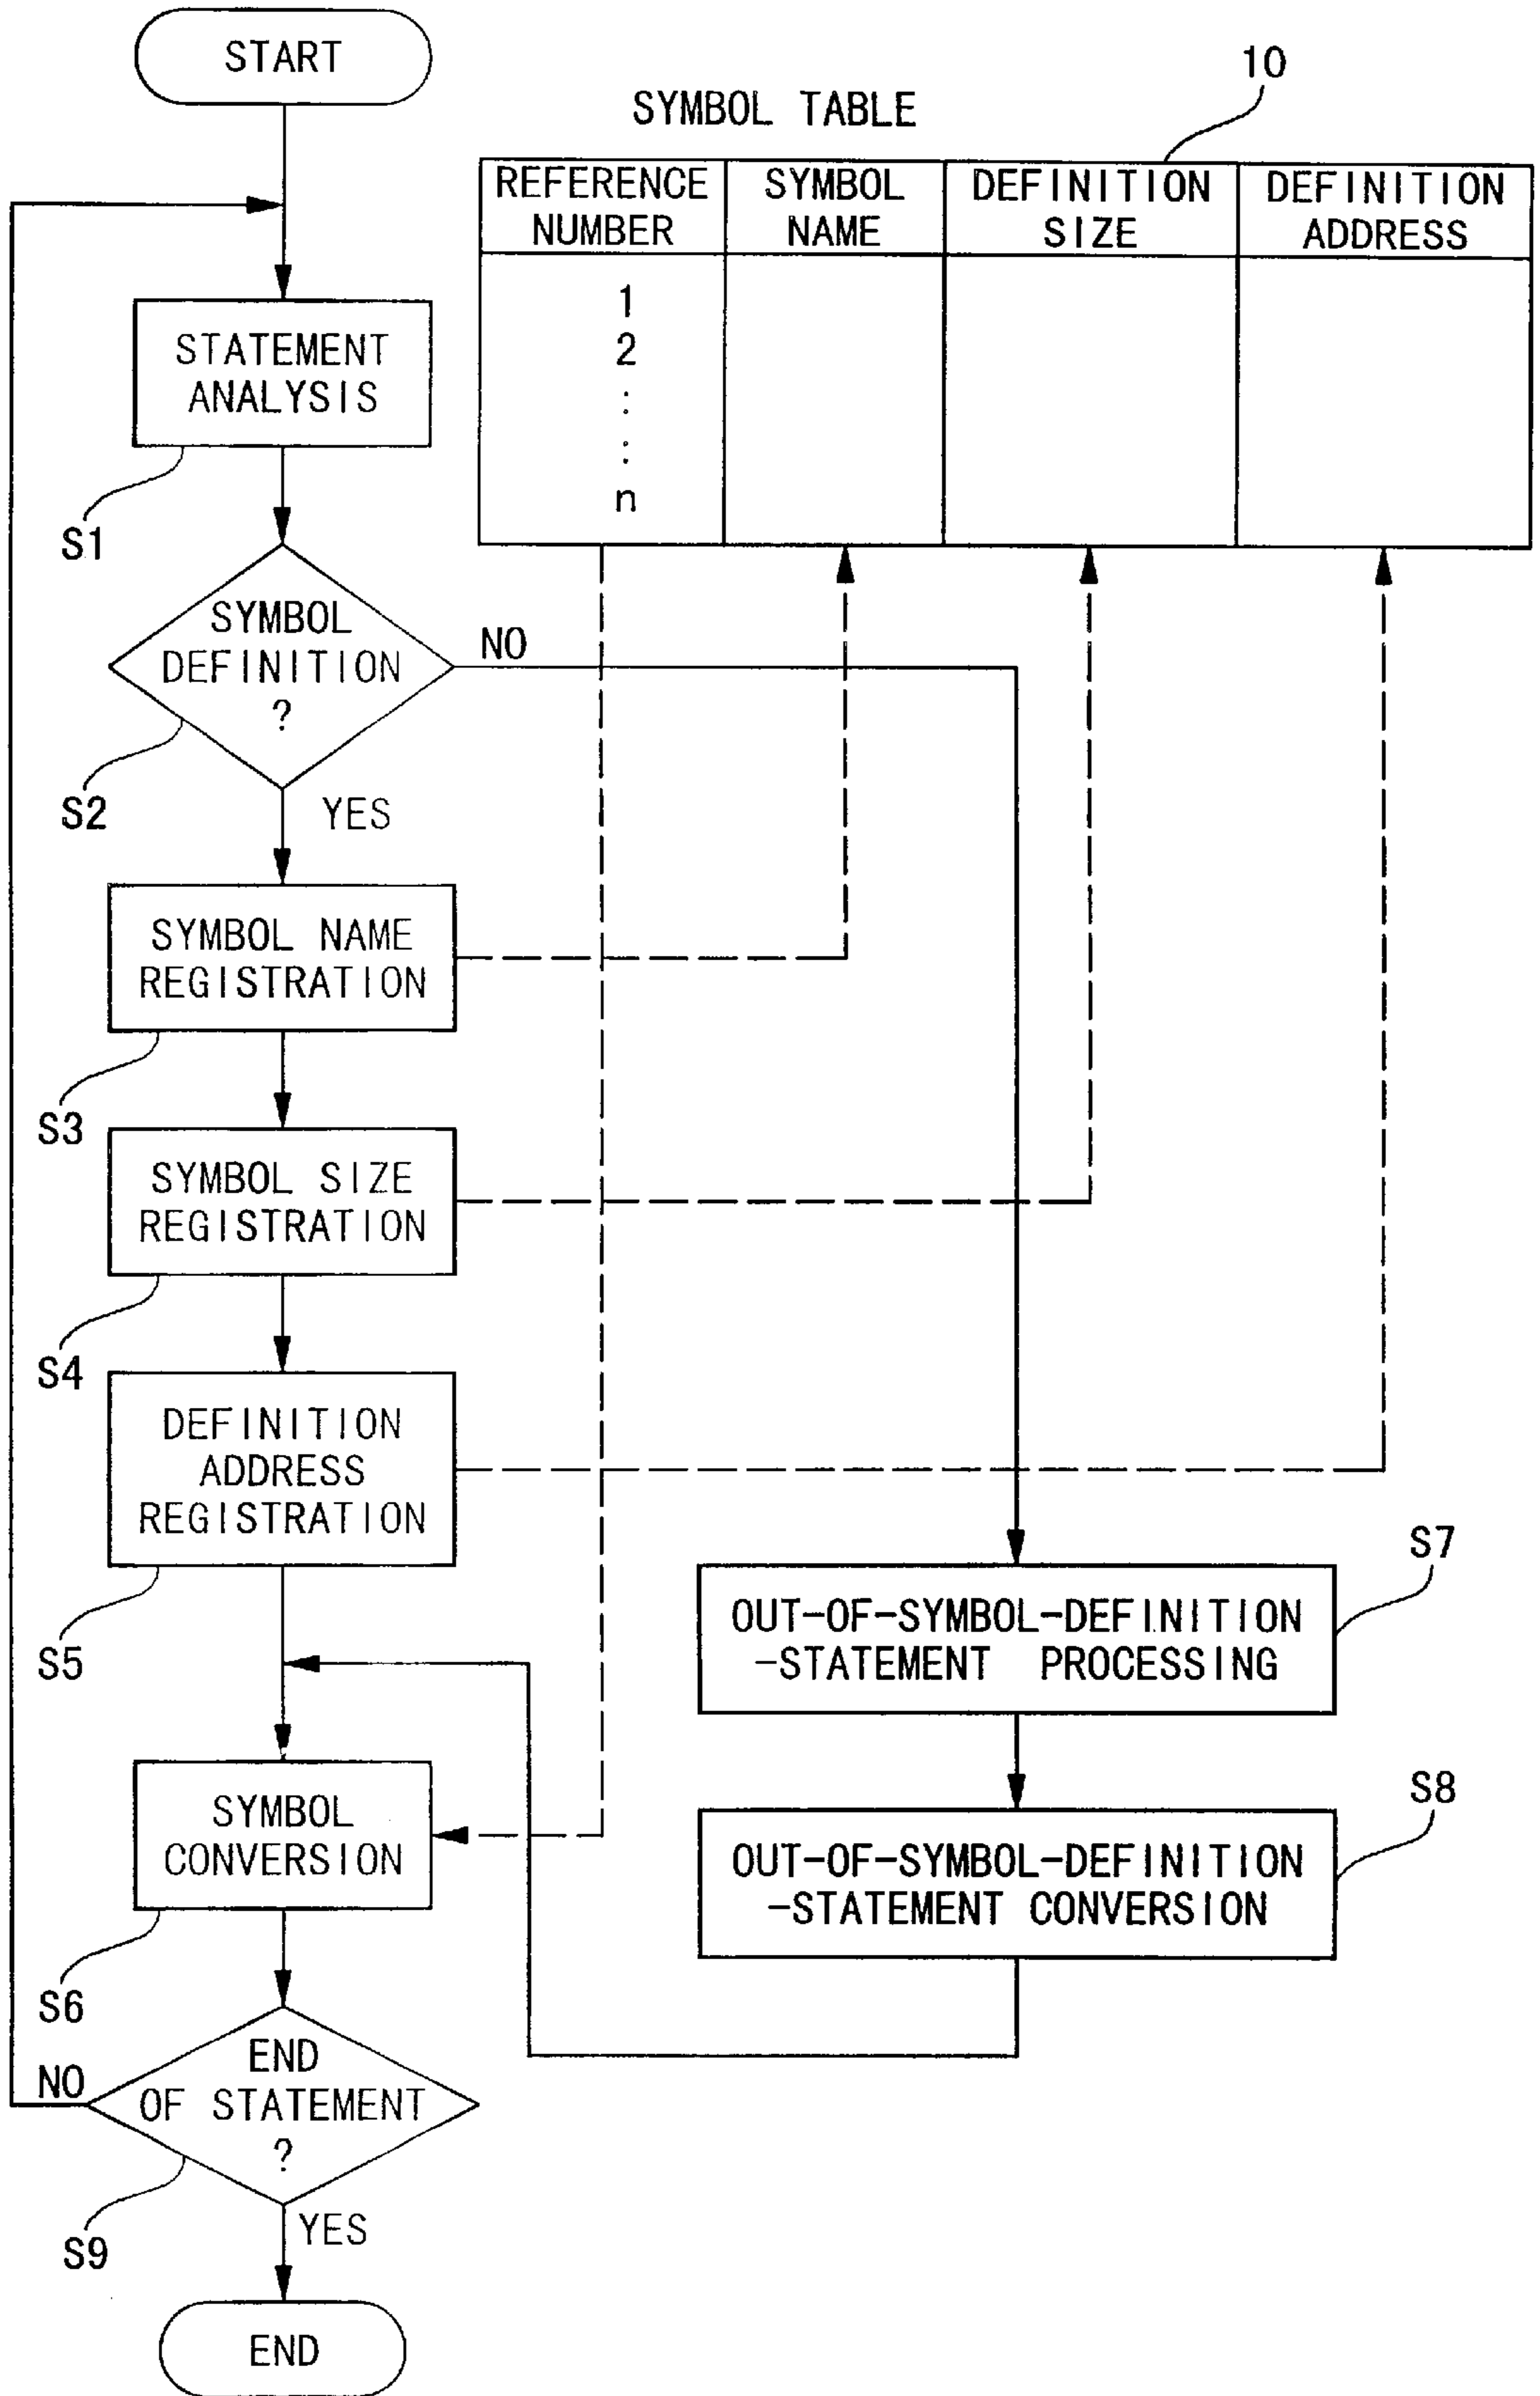 START
10
SYMBOL TABLE
REFERENCE NUMBER
SYMBOL NAME
DEFINITION SIZE
DEFINITION ADDRESS
1
2
:
:
n
STATEMENT
ANALYSIS
S1
SYMBOL
DEFINITION
?
NO
S2
YES
SYMBOL NAME
REGISTRATION
S3
SYMBOL SIZE
REGISTRATION
S4
DEFINITION
ADDRESS
REGISTRATION
S5
S7
OUT-OF-SYMBOL-DEFINITION
-STATEMENT PROCESSING
SYMBOL
CONVERSION
S6
S8
OUT-OF-SYMBOL-DEFINITION
-STATEMENT CONVERSION
END
OF STATEMENT
?
NO
S9
YES
END